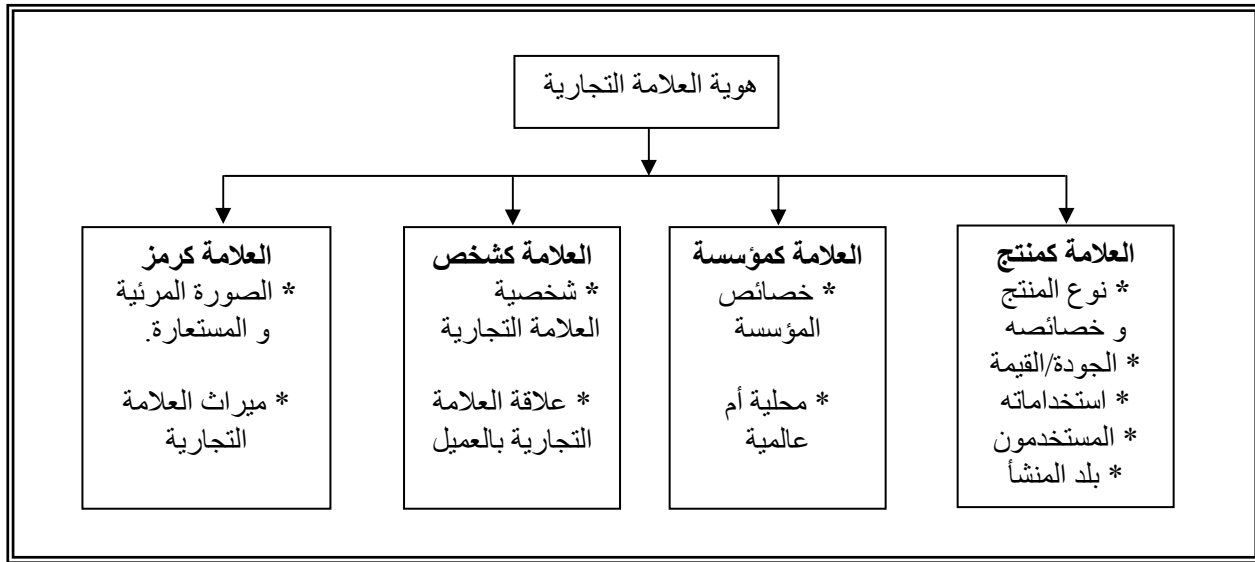 هوية العلامة التجارية
العلامة كمنتج
* نوع المنتج
و خصائصه
* الجودة/القيمة
* استخداماته
* المستخدمون
* بلد المنشأ
العلامة كمؤسسة
* خصائص
المؤسسة
* محلية أم
عالمية
العلامة كشخص
* شخصية
العلامة التجارية
* علاقة العلامة
التجارية بالعميل
العلامة كرمز
* الصورة المرئية
و المستعارة.
* ميراث العلامة
التجارية